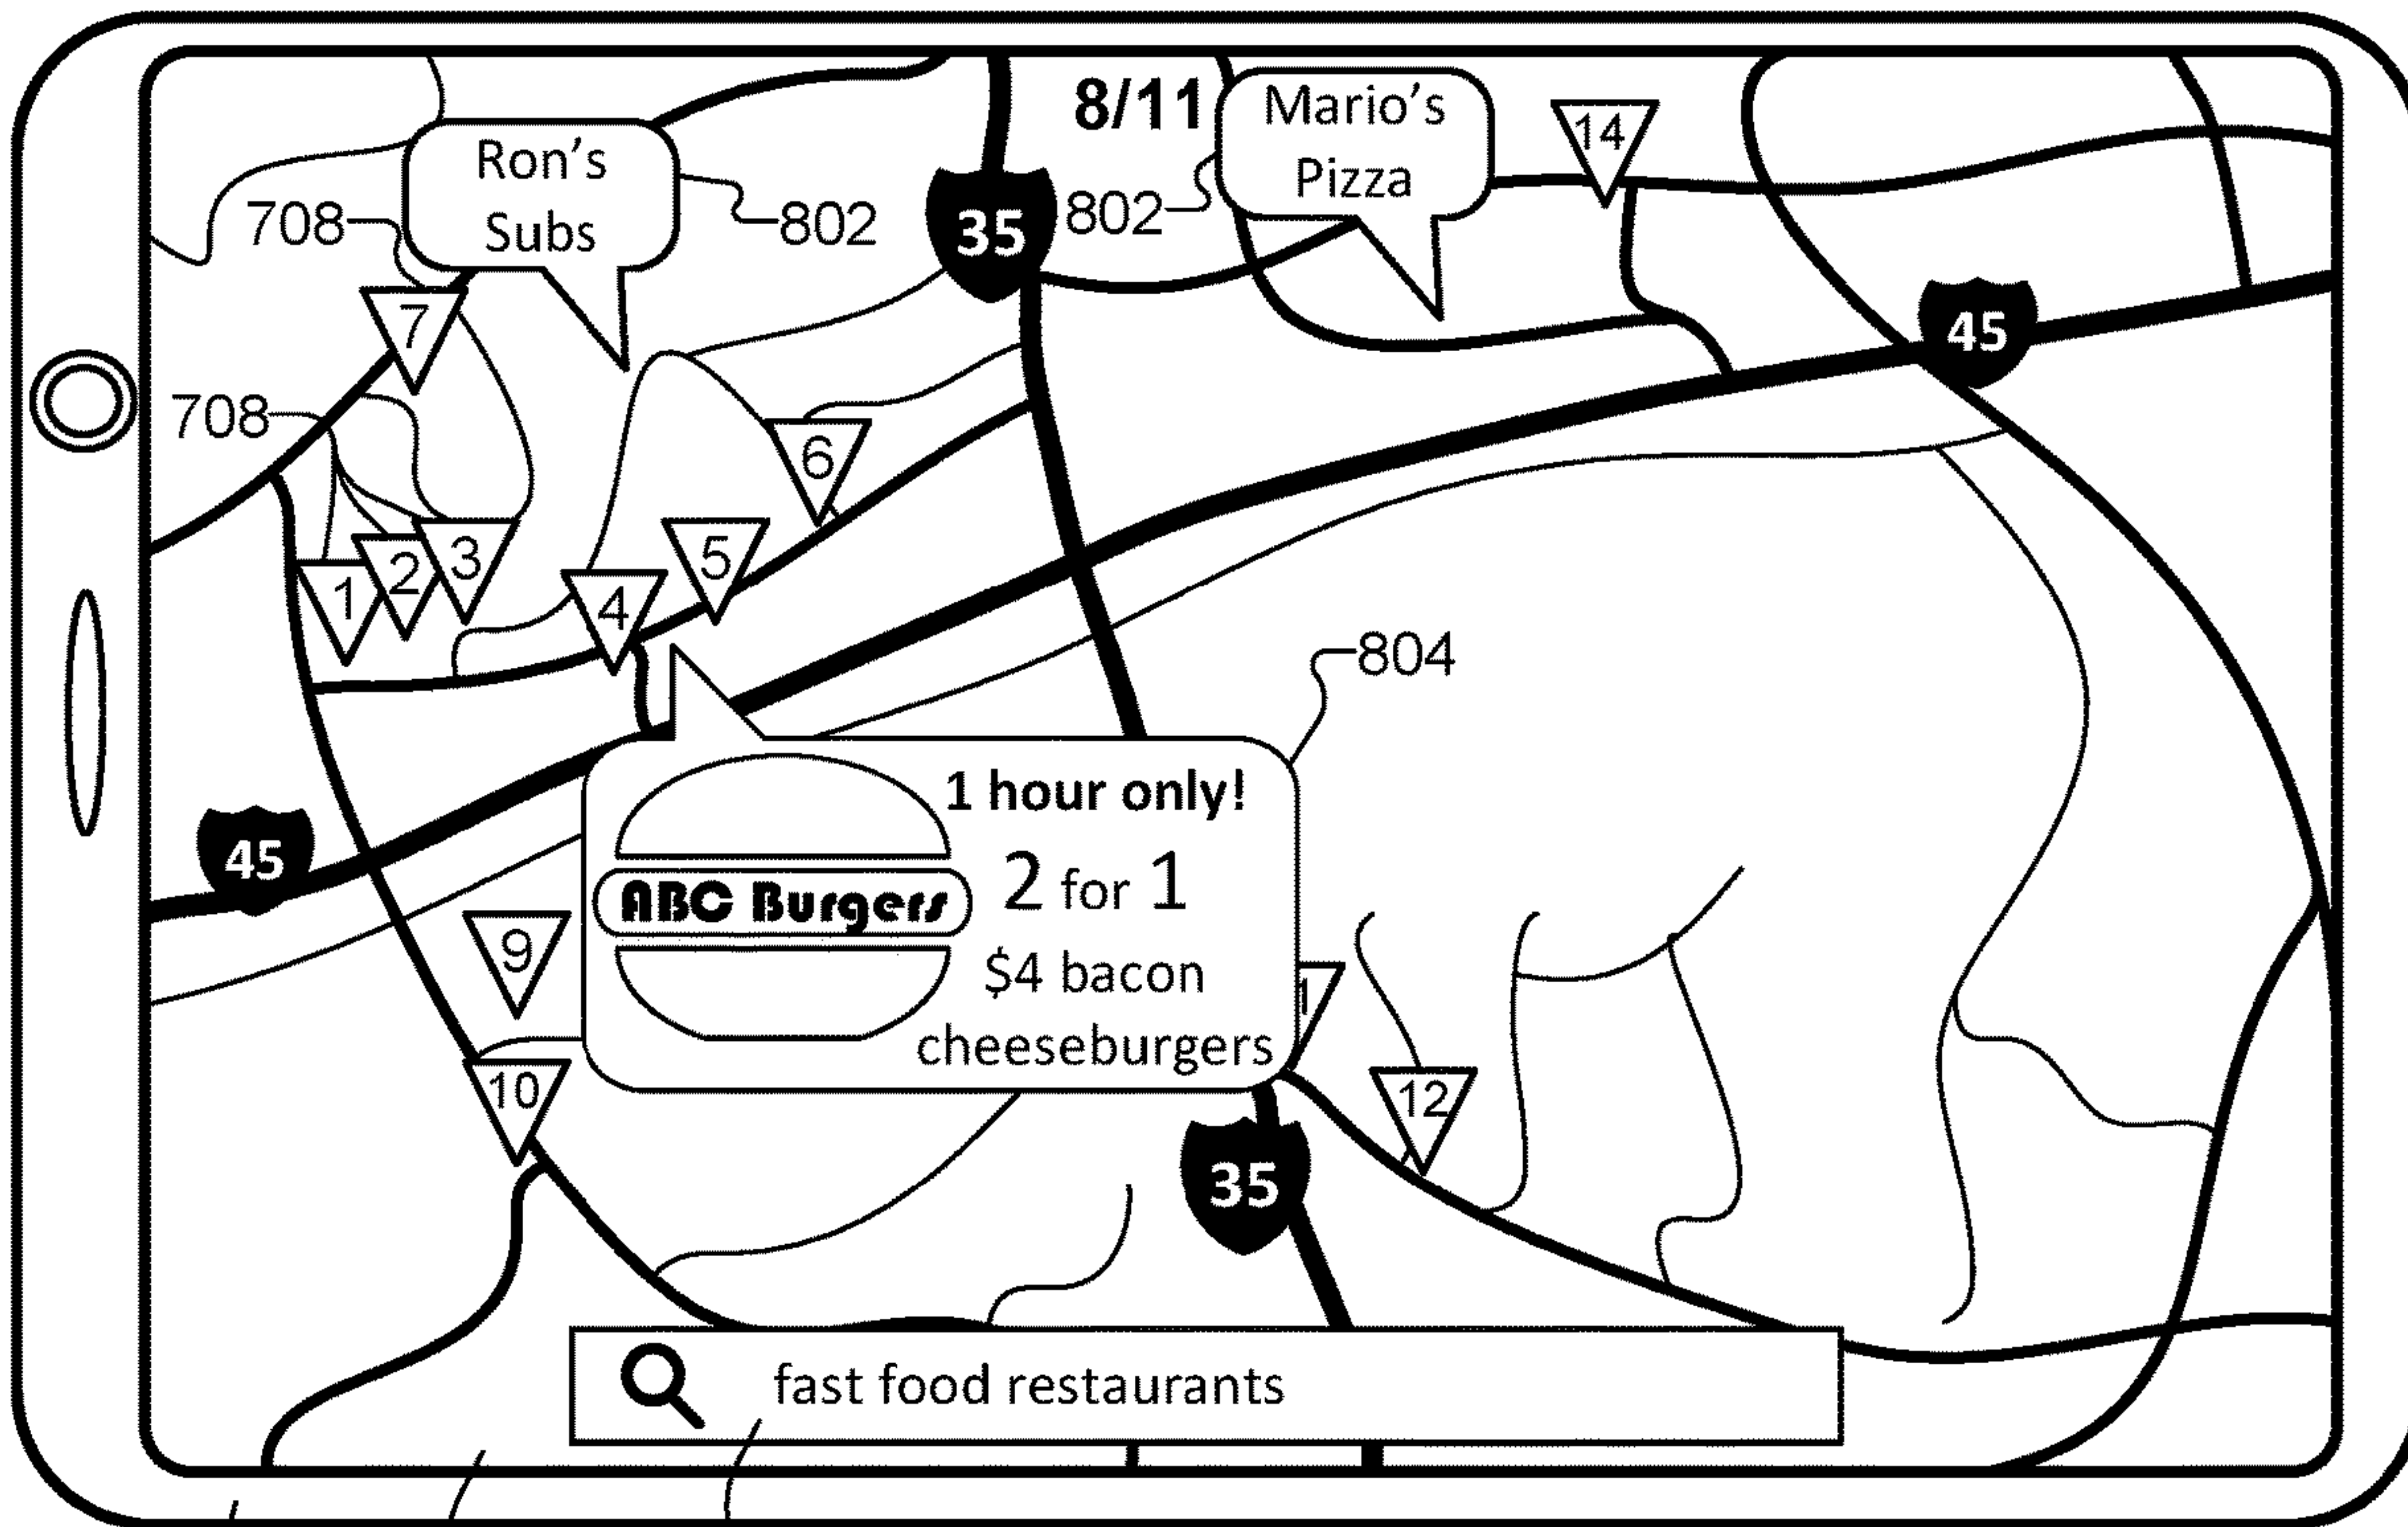 8/11
Mario's
Pizza
14
Ron's
Subs
708
802
35
802
7
45
708
6
1
2
3
4
5
804
1 hour only!
2 for 1
ABC Burgers
$4 bacon
cheeseburgers
45
9
10
12
35
fast food restaurants